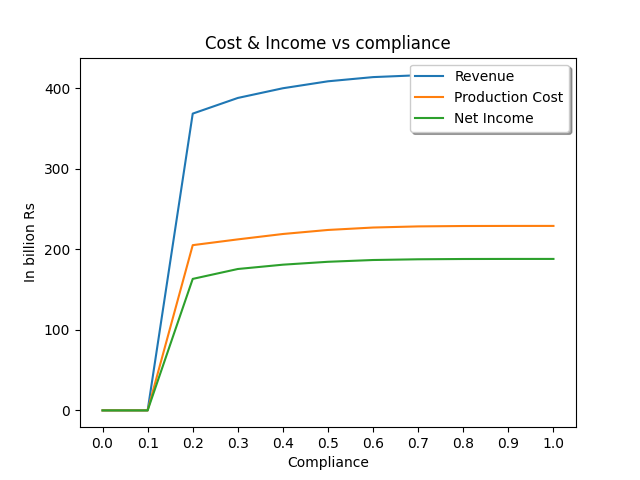 Cost & Income vs compliance
Revenue
Production Cost
Net Income
In billion Rs
400
300
200
100
0
0.0 0.1 0.2 0.3 0.4 0.5 0.6 0.7 0.8 0.9 1.0
Compliance